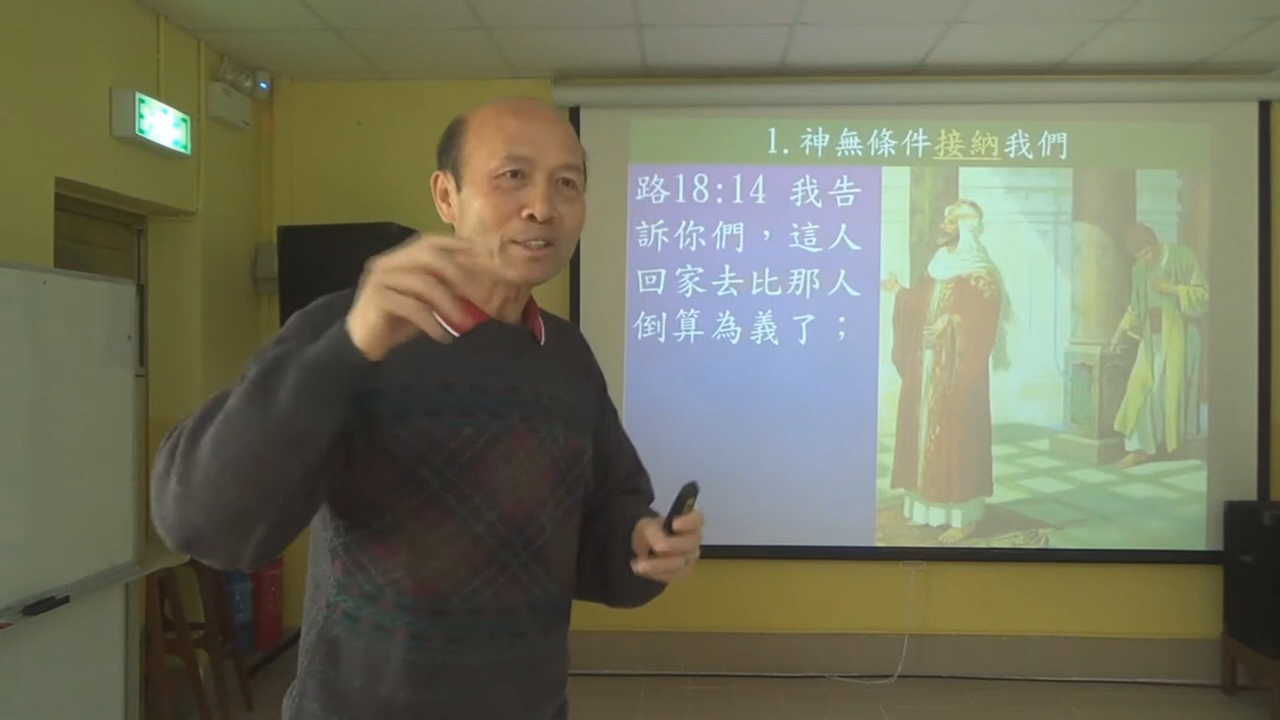 1.神無條件接納我們
路18:14 我告
訴你們，這人
回家去比那人
倒算為義了；